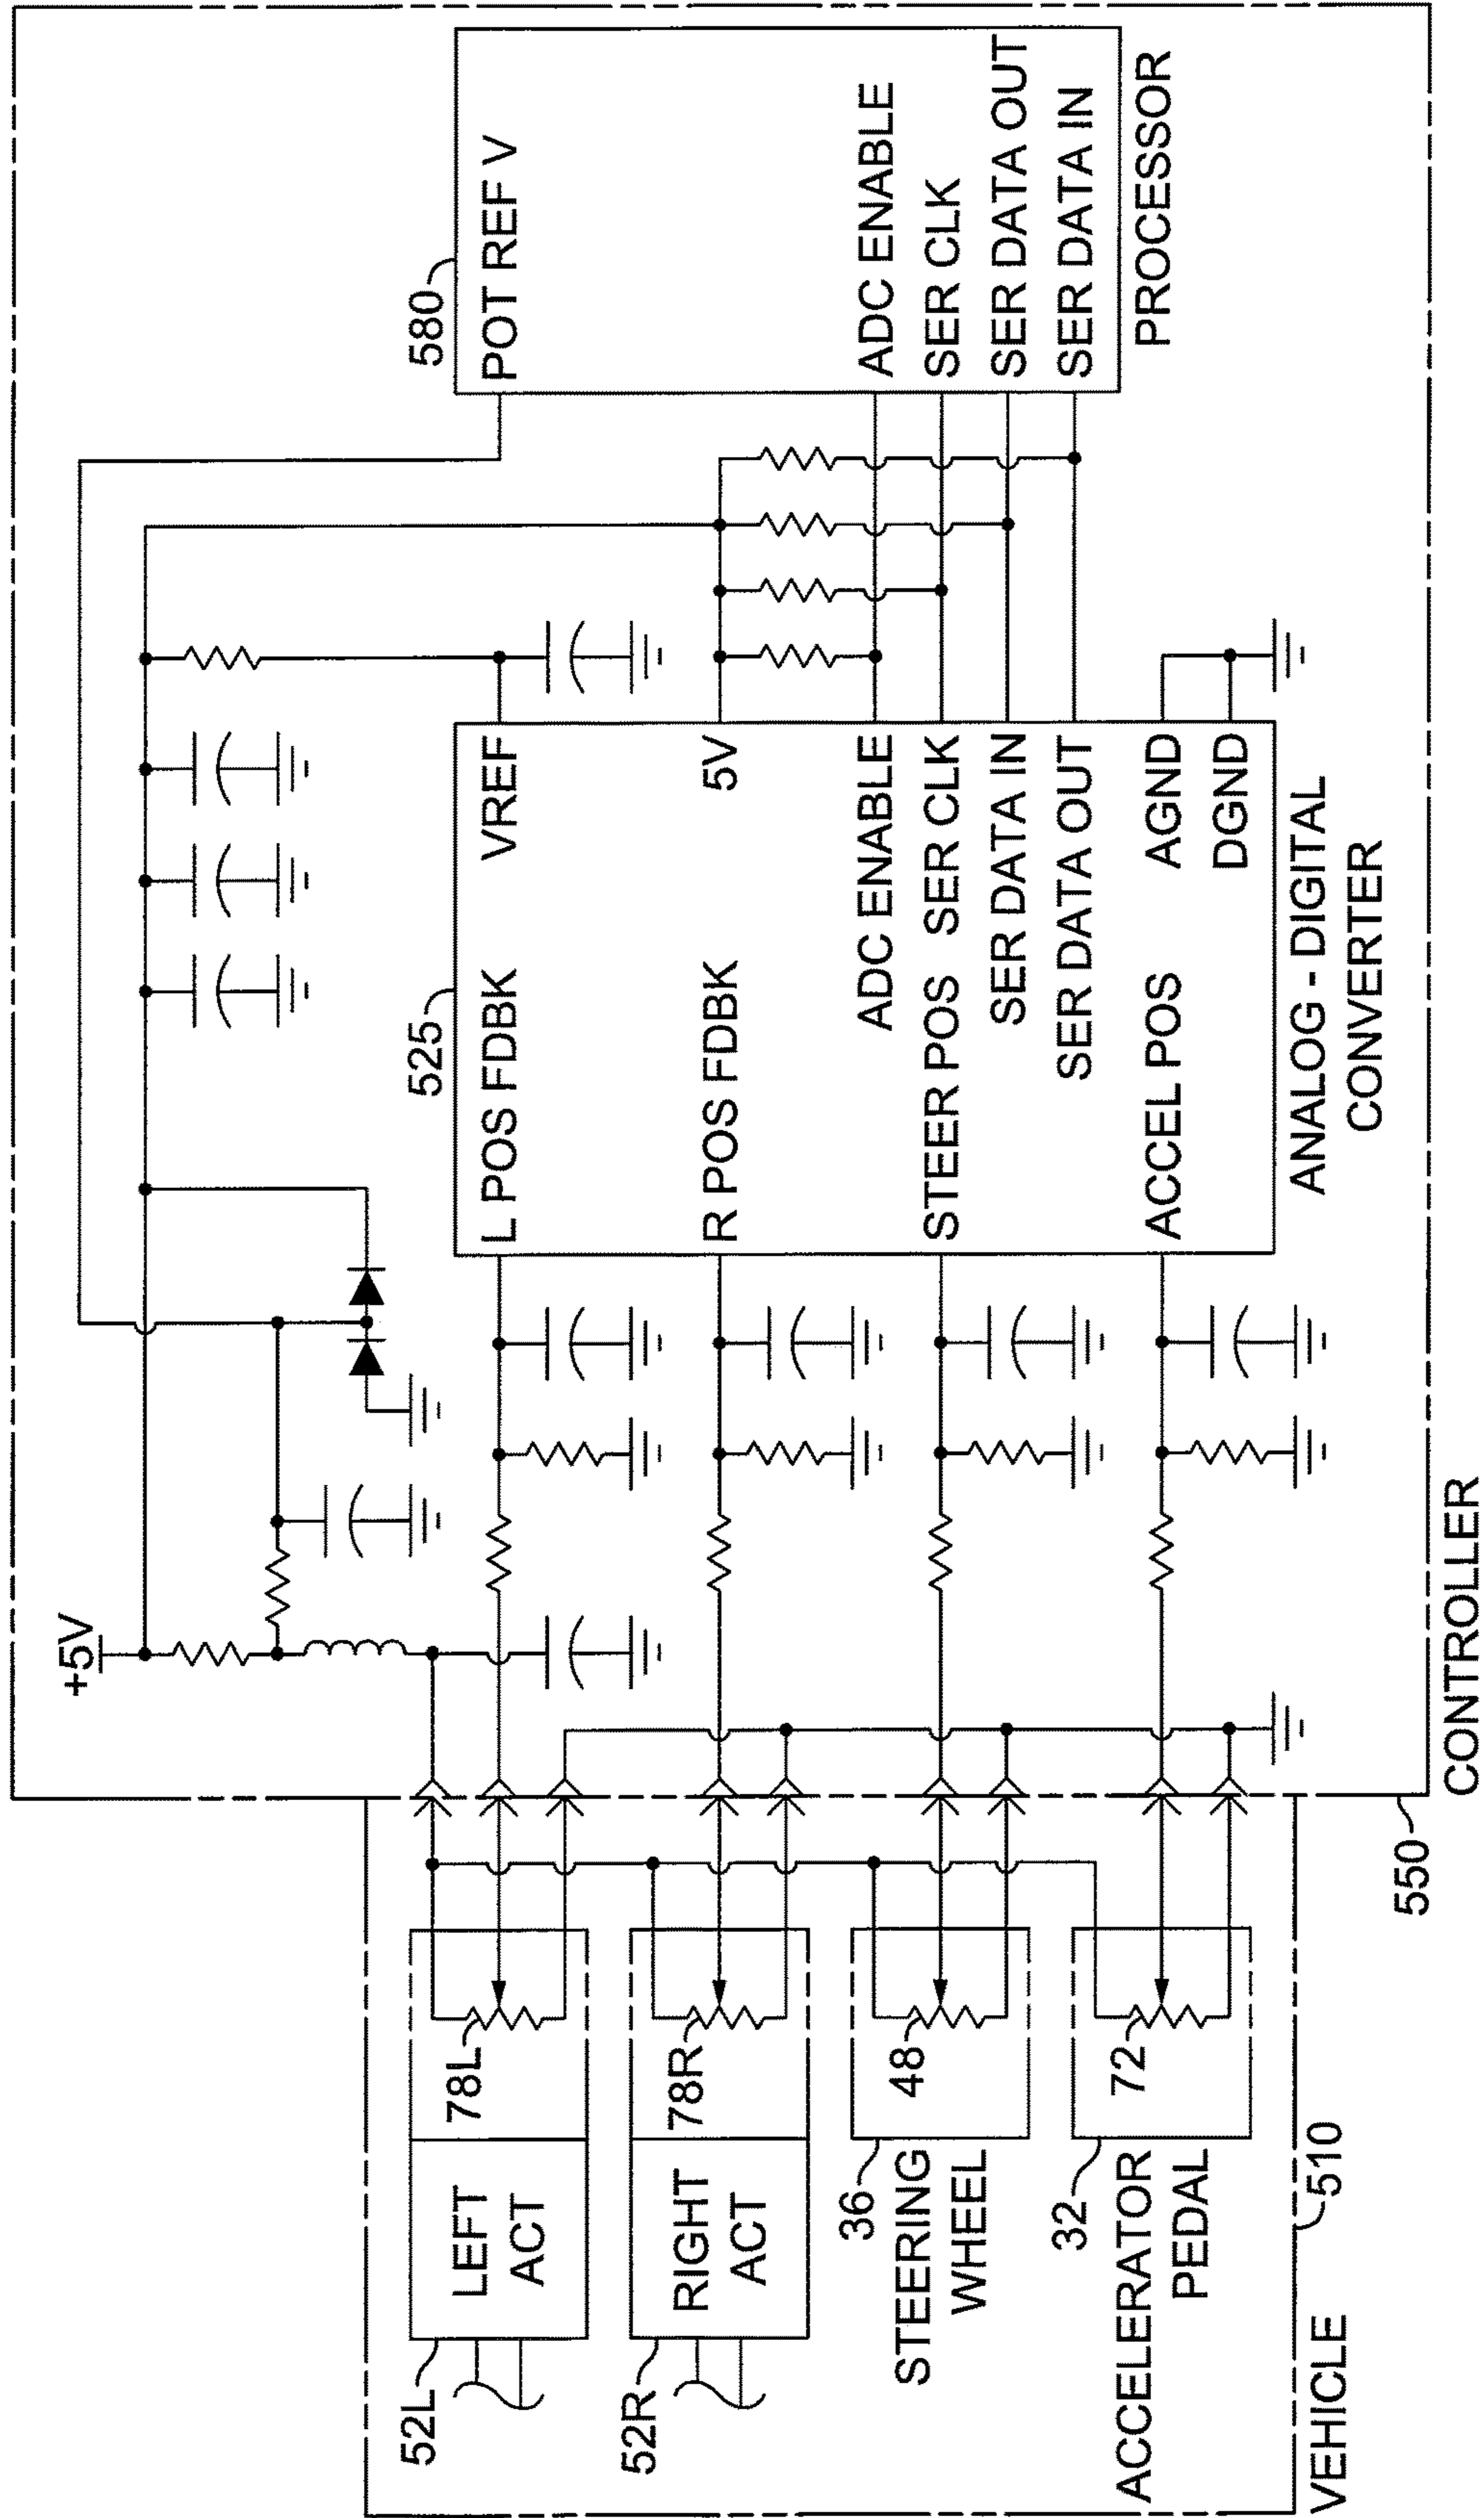 +5V
580
POT REF V
ADC ENABLE
SER CLK
SER DATA OUT
SER DATA IN
PROCESSOR
525
L POS FDBK
VREF
R POS FDBK
5V
ADC ENABLE
STEER POS
SER CLK
SER DATA IN
SER DATA OUT
ACCEL POS
AGND
DGND
ANALOG - DIGITAL
CONVERTER
52L
LEFT
ACT
78L
52R
RIGHT
ACT
78R
36
STEERING
WHEEL
48
32
ACCELERATOR
PEDAL
72
VEHICLE
510
550
CONTROLLER